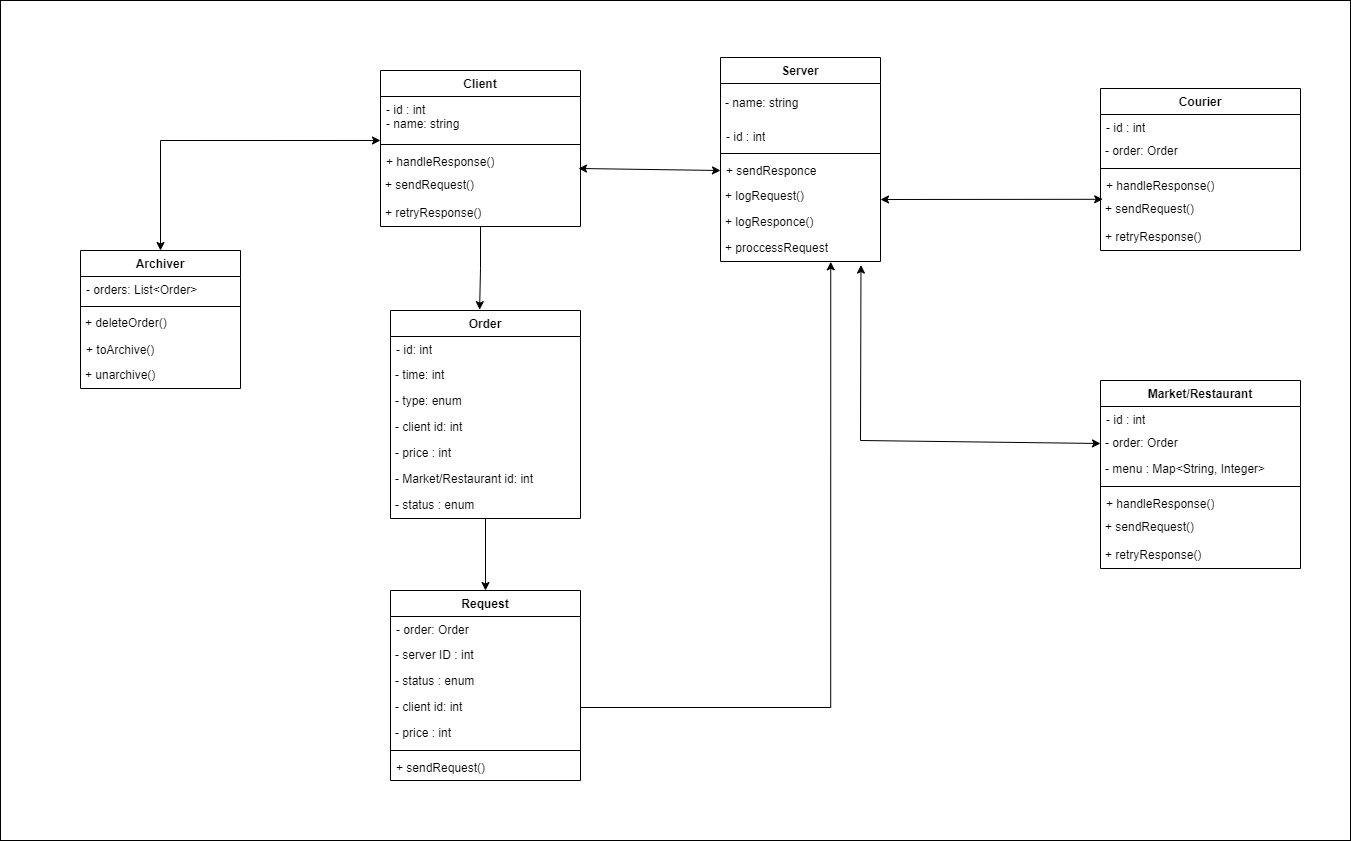 Client
- id : int
- name: string
+ handleResponse()
+ sendRequest()
+ retryResponse()
Server
- name: string
- id : int
+ sendResponce
+ logRequest()
+ logResponce()
+ proccessRequest
Courier
- id : int
- order: Order
+ handleResponse()
+ sendRequest()
+ retryResponse()
Archiver
- orders: List<Order>
+ deleteOrder()
+ toArchive()
+ unarchive()
Order
- id: int
- time: int
- type: enum
- client id: int
- price : int
- Market/Restaurant id: int
- status : enum
Market/Restaurant
- id : int
- order: Order
- menu : Map<String, Integer>
+ handleResponse()
+ sendRequest()
+ retryResponse()
Request
- order: Order
- server ID : int
- status : enum
- client id: int
- price : int
+ sendRequest()